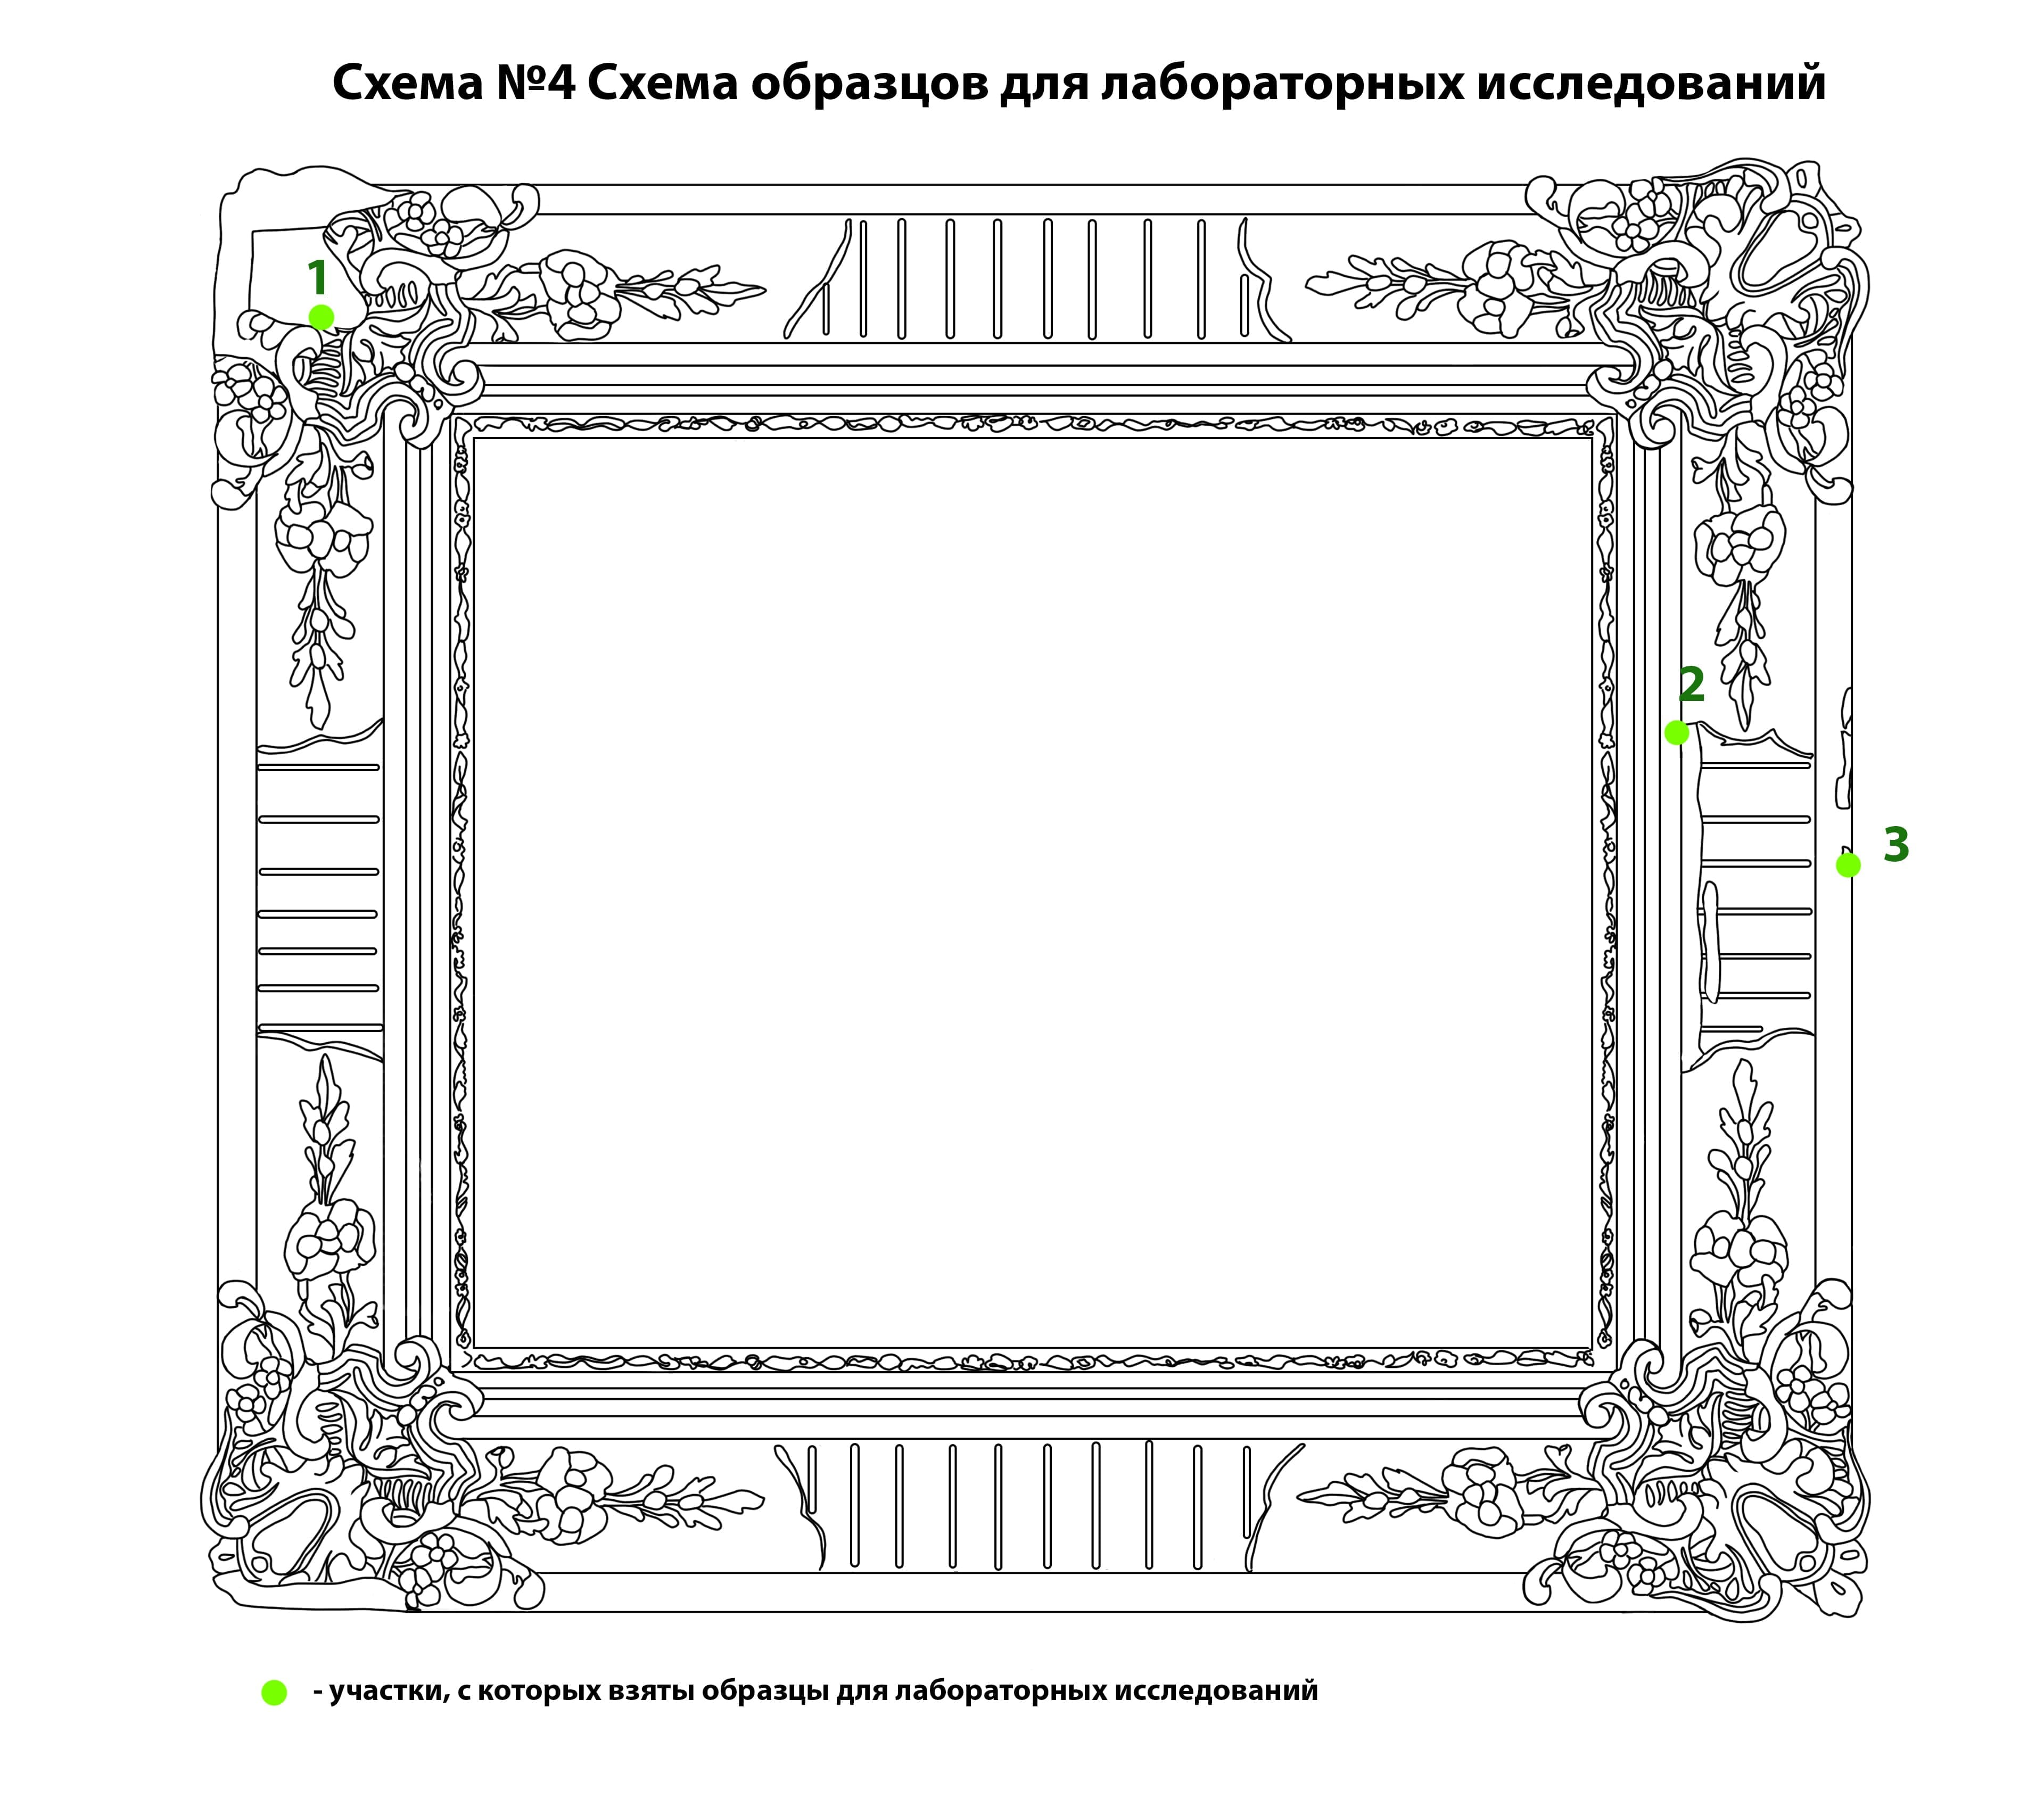 Схема №4 Схема образцов для лабораторных исследований
1
2
3
- участки, с которых взяты образцы для лабораторных исследований